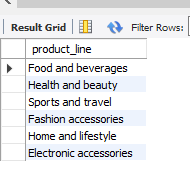 Result Grid Filter Rows:
product_line
Food and beverages
Health and beauty
Sports and travel
Fashion accessories
Home and lifestyle
Electronic accessories